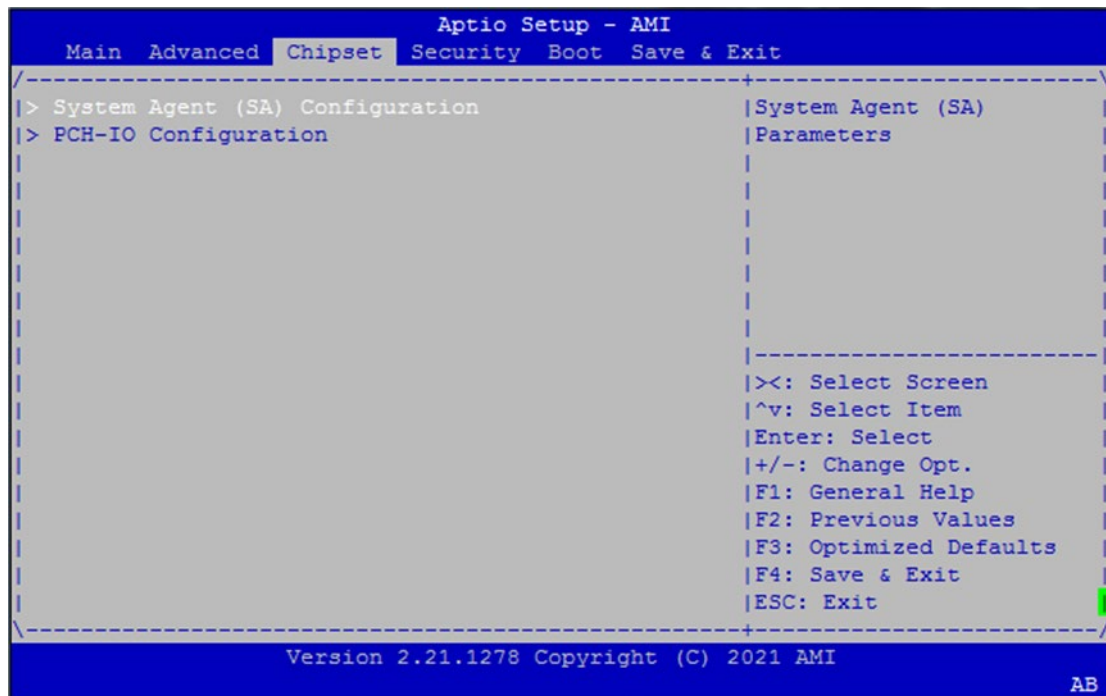 Aptio Setup - AMI
Main Advanced Chipset Security Boot Save & Exit
/----------------------------------------------------+-------------------------\
|> System Agent (SA) Configuration |System Agent (SA) |
|> PCH-IO Configuration |Parameters |
| | |
| | |
| | |
| | |
| | |
| | |
| | |
| |-------------------------|
| |><: Select Screen |
| |^v: Select Item |
| |Enter: Select |
| |+/-: Change Opt. |
| |F1: General Help |
| |F2: Previous Values |
| |F3: Optimized Defaults |
| |F4: Save & Exit |
| |ESC: Exit |
\----------------------------------------------------+-------------------------/
Version 2.21.1278 Copyright (C) 2021 AMI
AB